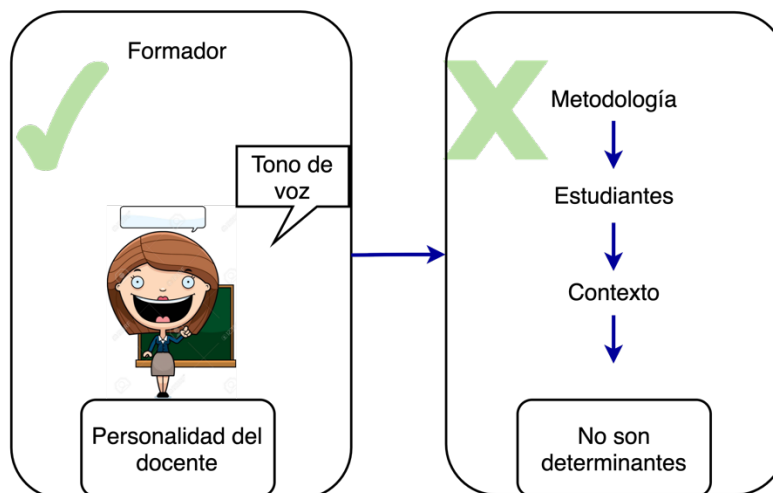 Formador
Tono de
voz
Personalidad del
docente
Metodología
Estudiantes
Contexto
No son
determinantes